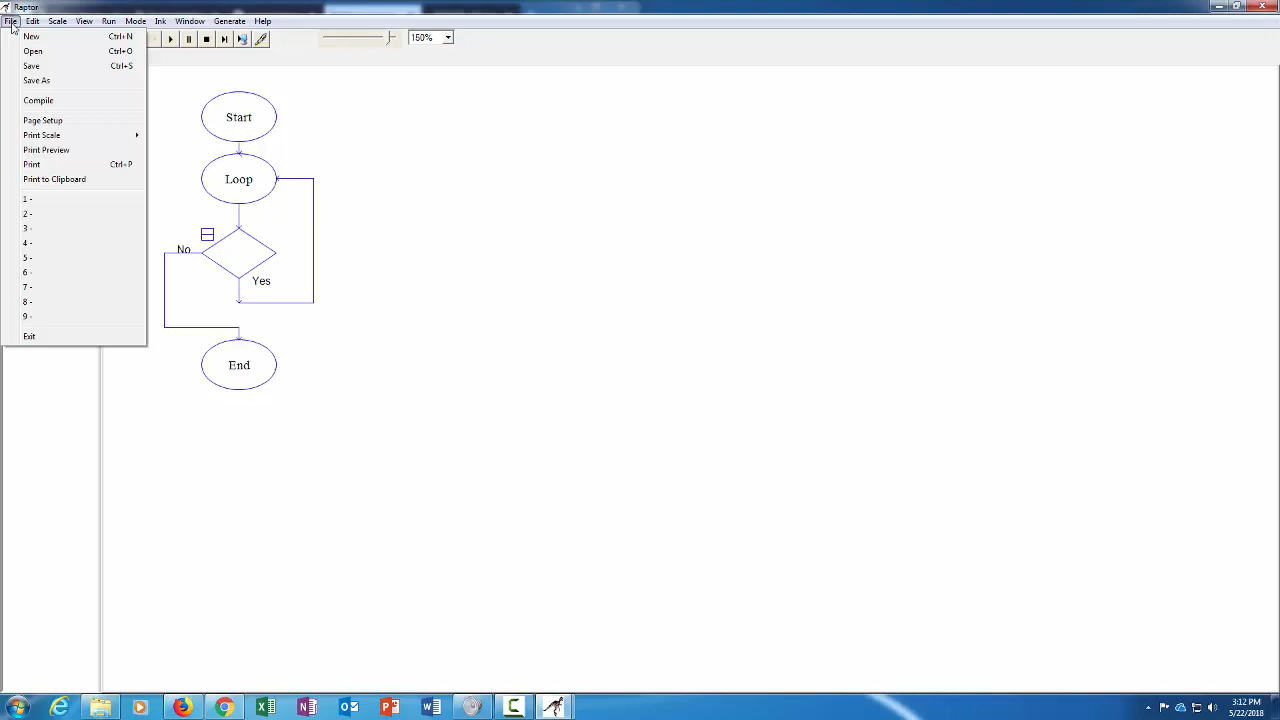 Raptor
File Edit Scale View Run Mode Ink Window Generate Help
150%
New Ctrl+N
Open Ctrl+O
Save Ctrl+S
Save As
Compile
Page Setup
Print Scale
Print Preview
Print Ctrl+P
Print to Clipboard
1 -
2 -
3 -
4 -
5 -
6 -
7 -
8 -
9 -
Exit
Start
Loop
No
Yes
End
3:12 PM
5/22/2018